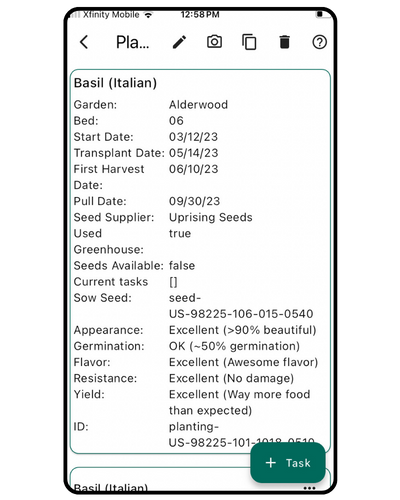 Xfinity Mobile 12:58 PM
Pla...
Basil (Italian)
Garden: Alderwood
Bed: 06
Start Date: 03/12/23
Transplant Date: 05/14/23
First Harvest 06/10/23
Date:
Pull Date: 09/30/23
Seed Supplier: Uprising Seeds
Used true
Greenhouse:
Seeds Available: false
Current tasks []
Sow Seed: seed-
US-98225-106-015-0540
Appearance: Excellent (>90% beautiful)
Germination: OK (~50% germination)
Flavor: Excellent (Awesome flavor)
Resistance: Excellent (No damage)
Yield: Excellent (Way more food
than expected)
ID: planting-
US-98225-101-1018-0510
+ Task
Basil (Italian)